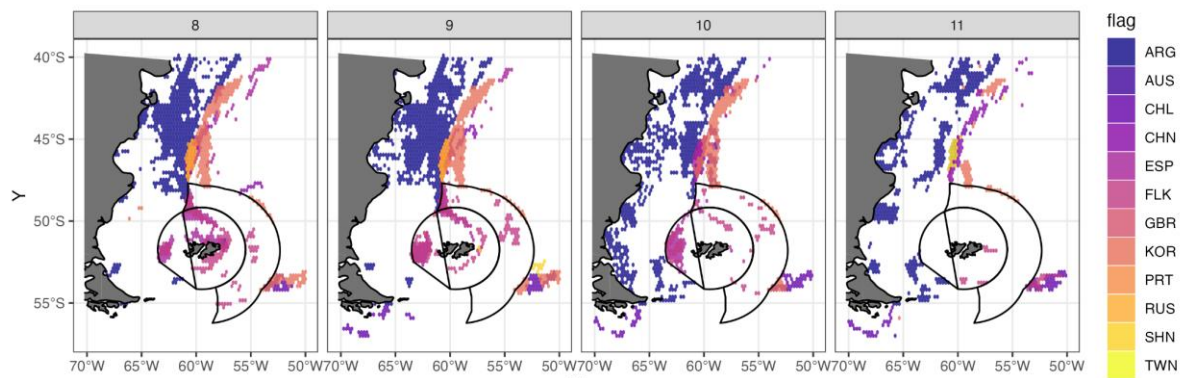 8 9 10 11
flag
40°S
45°S
50°S
55°S
Y
70°W 65°W 60°W 55°W 50°W 70°W 65°W 60°W 55°W 50°W 70°W 65°W 60°W 55°W 50°W 70°W 65°W 60°W 55°W 50°W
ARG
AUS
CHL
CHN
ESP
FLK
GBR
KOR
PRT
RUS
SHN
TWN